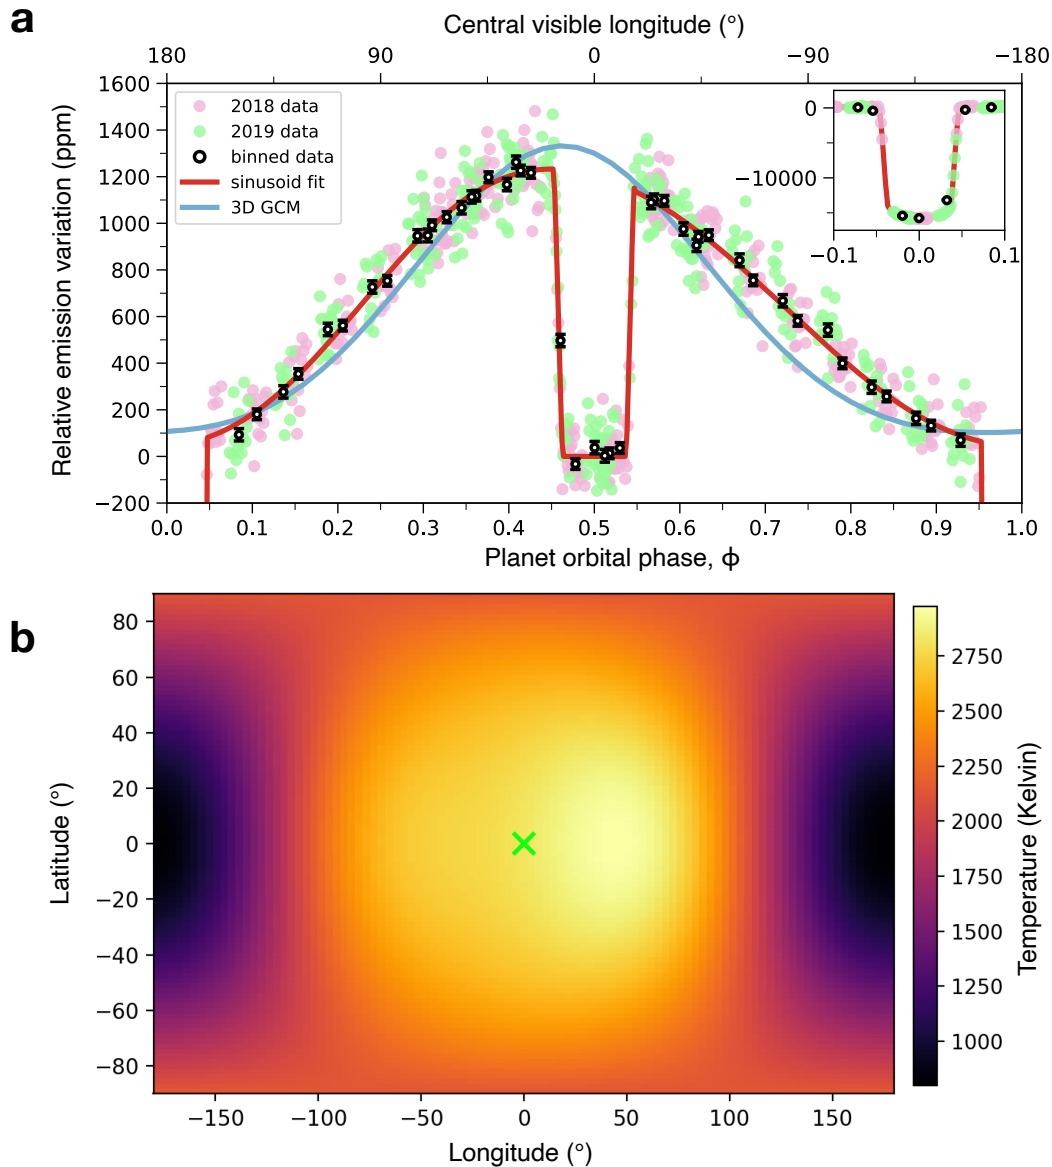 a
Central visible longitude (°)
180 90 0 −90 −180
Relative emission variation (ppm)
1600
1400
1200
1000
800
600
400
200
0
−200
2018 data
2019 data
binned data
sinusoid fit
3D GCM
0
−10000
−0.1 0.0 0.1
0.0 0.1 0.2 0.3 0.4 0.5 0.6 0.7 0.8 0.9 1.0
Planet orbital phase, ϕ
b
Latitude (°)
80
60
40
20
0
−20
−40
−60
−80
−150 −100 −50 0 50 100 150
Longitude (°)
2750
2500
2250
2000
1750
1500
1250
1000
Temperature (Kelvin)